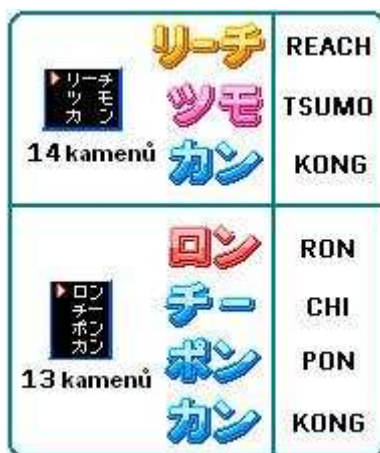 リーチ REACH
リーチ
ツモ
カン
ツモ TSUMO
14 kamenů
カン KONG
ロン RON
ロン
チー
ポン
カン
チー CHI
ポン PON
13 kamenů
カン KONG